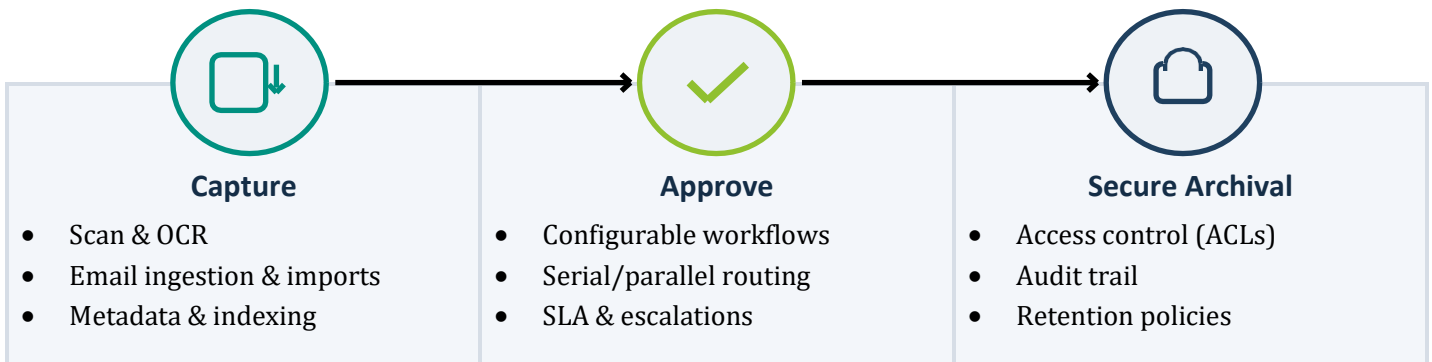 Capture
• Scan & OCR
• Email ingestion & imports
• Metadata & indexing
Approve
• Configurable workflows
• Serial/parallel routing
• SLA & escalations
Secure Archival
• Access control (ACLs)
• Audit trail
• Retention policies